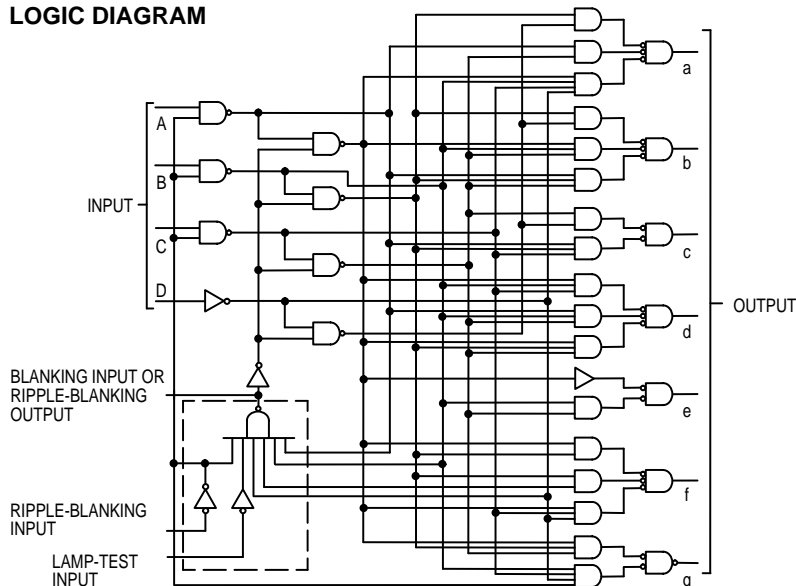 LOGIC DIAGRAM
A
B
INPUT
C
D
BLANKING INPUT OR
RIPPLE-BLANKING
OUTPUT
RIPPLE-BLANKING
INPUT
LAMP-TEST
INPUT
a
b
c
d
e
f
g
OUTPUT